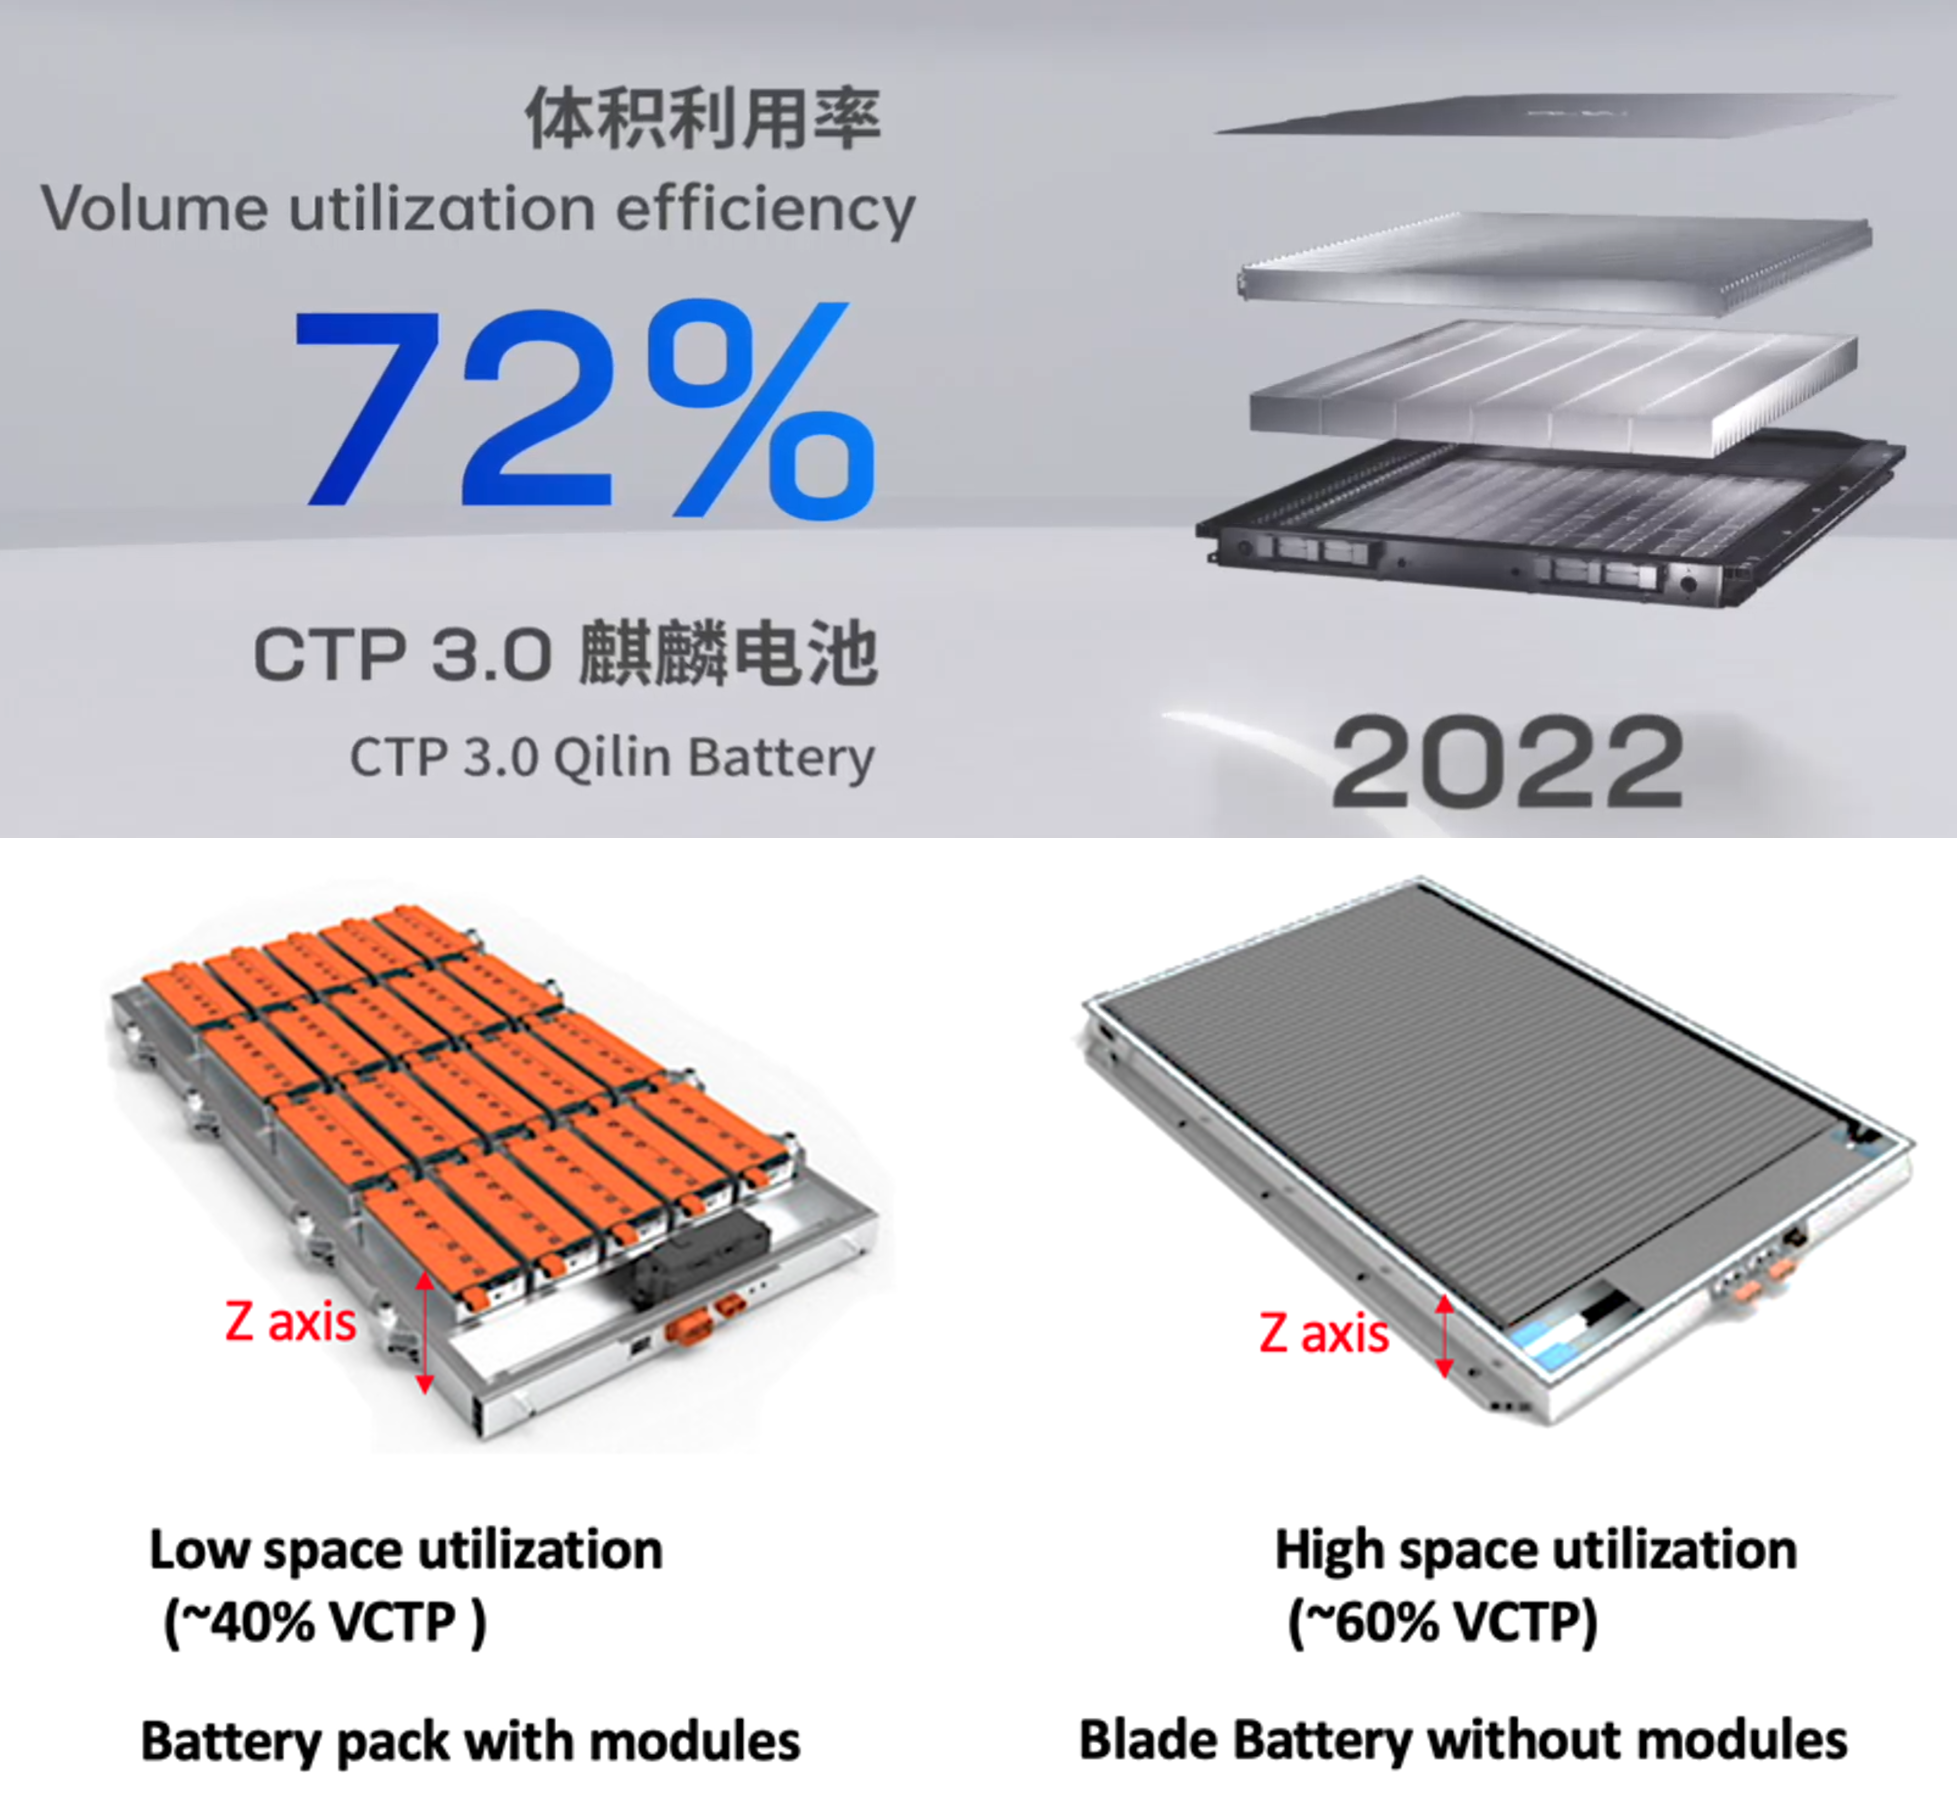 体积利用率
Volume utilization efficiency
72%
CTP 3.0 麒麟电池
CTP 3.0 Qilin Battery
2022
Z axis
Z axis
Low space utilization
(~40% VCTP )
High space utilization
(~60% VCTP)
Battery pack with modules
Blade Battery without modules